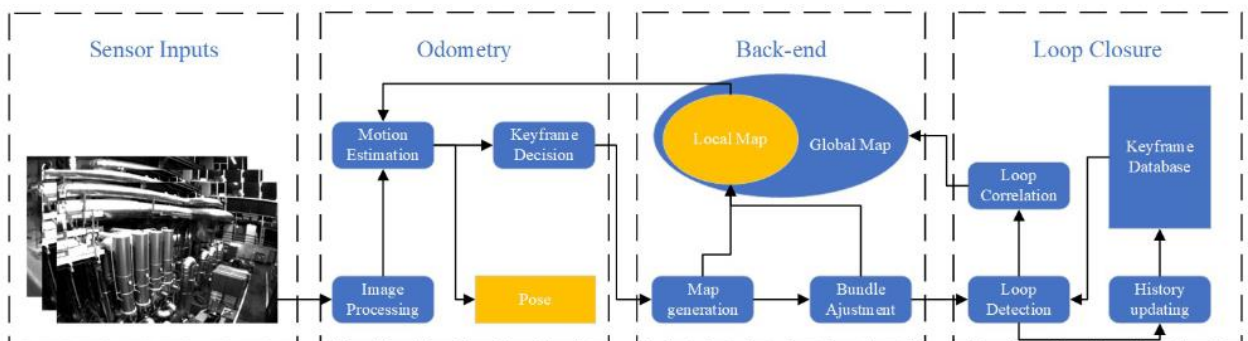 Sensor Inputs
Odometry
Back-end
Loop Closure
Motion
Estimation
Keyframe
Decision
Local Map
Global Map
Keyframe
Database
Loop
Correlation
Image
Processing
Pose
Map
generation
Bundle
Ajustment
Loop
Detection
History
updating